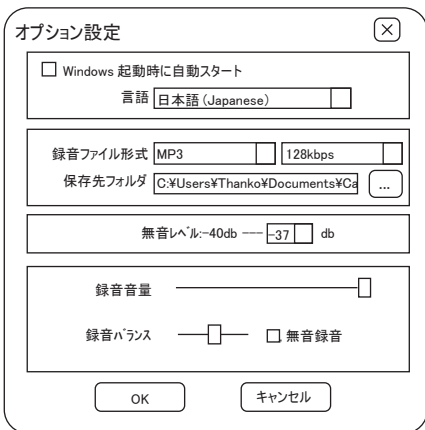 オプション設定
Windows 起動時に自動スタート
言語 日本語 (Japanese)
録音ファイル形式 MP3 128kbps
保存先フォルダ C:¥Users¥Thanko¥Documents¥Ca ...
無音レベル:-40db --- -37 db
録音音量
録音バランス 無音録音
OK キャンセル